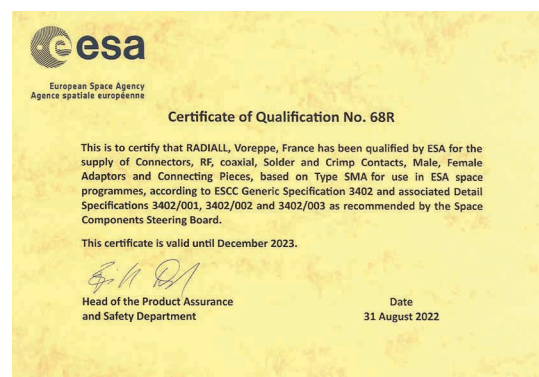 esa
European Space Agency
Agence spatiale européenne
Certificate of Qualification No. 68R
This is to certify that RADIALL, Voreppe, France has been qualified by ESA for the
supply of Connectors, RF, coaxial, Solder and Crimp Contacts, Male, Female
Adaptors and Connecting Pieces, based on Type SMA for use in ESA space
programmes, according to ESCC Generic Specification 3402 and associated Detail
Specifications 3402/001, 3402/002 and 3402/003 as recommended by the Space
Components Steering Board.
This certificate is valid until December 2023.
Head of the Product Assurance
and Safety Department
Date
31 August 2022